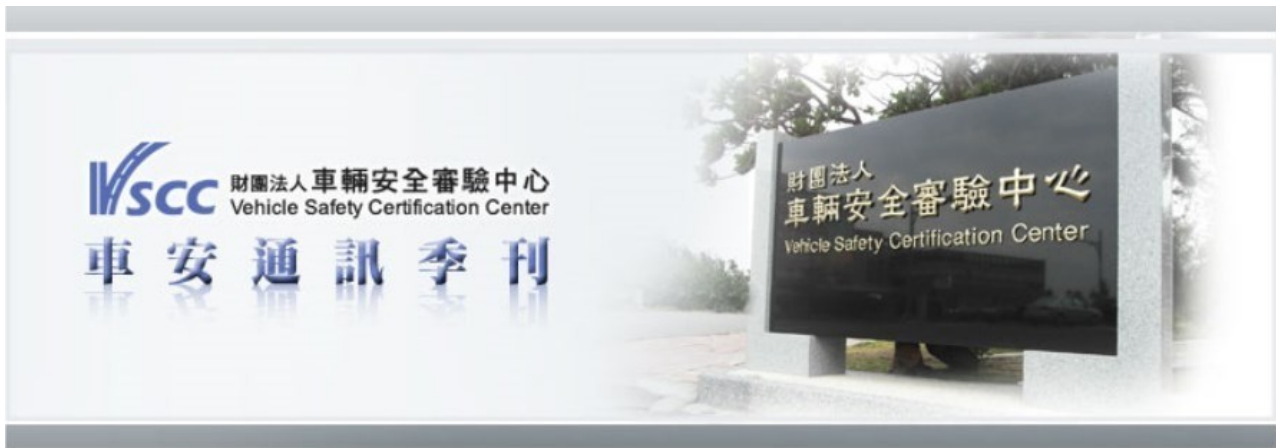 VSCC 財團法人車輛安全審驗中心
Vehicle Safety Certification Center
車安通訊季刊
財團法人
車輛安全審驗中心
Vehicle Safety Certification Center